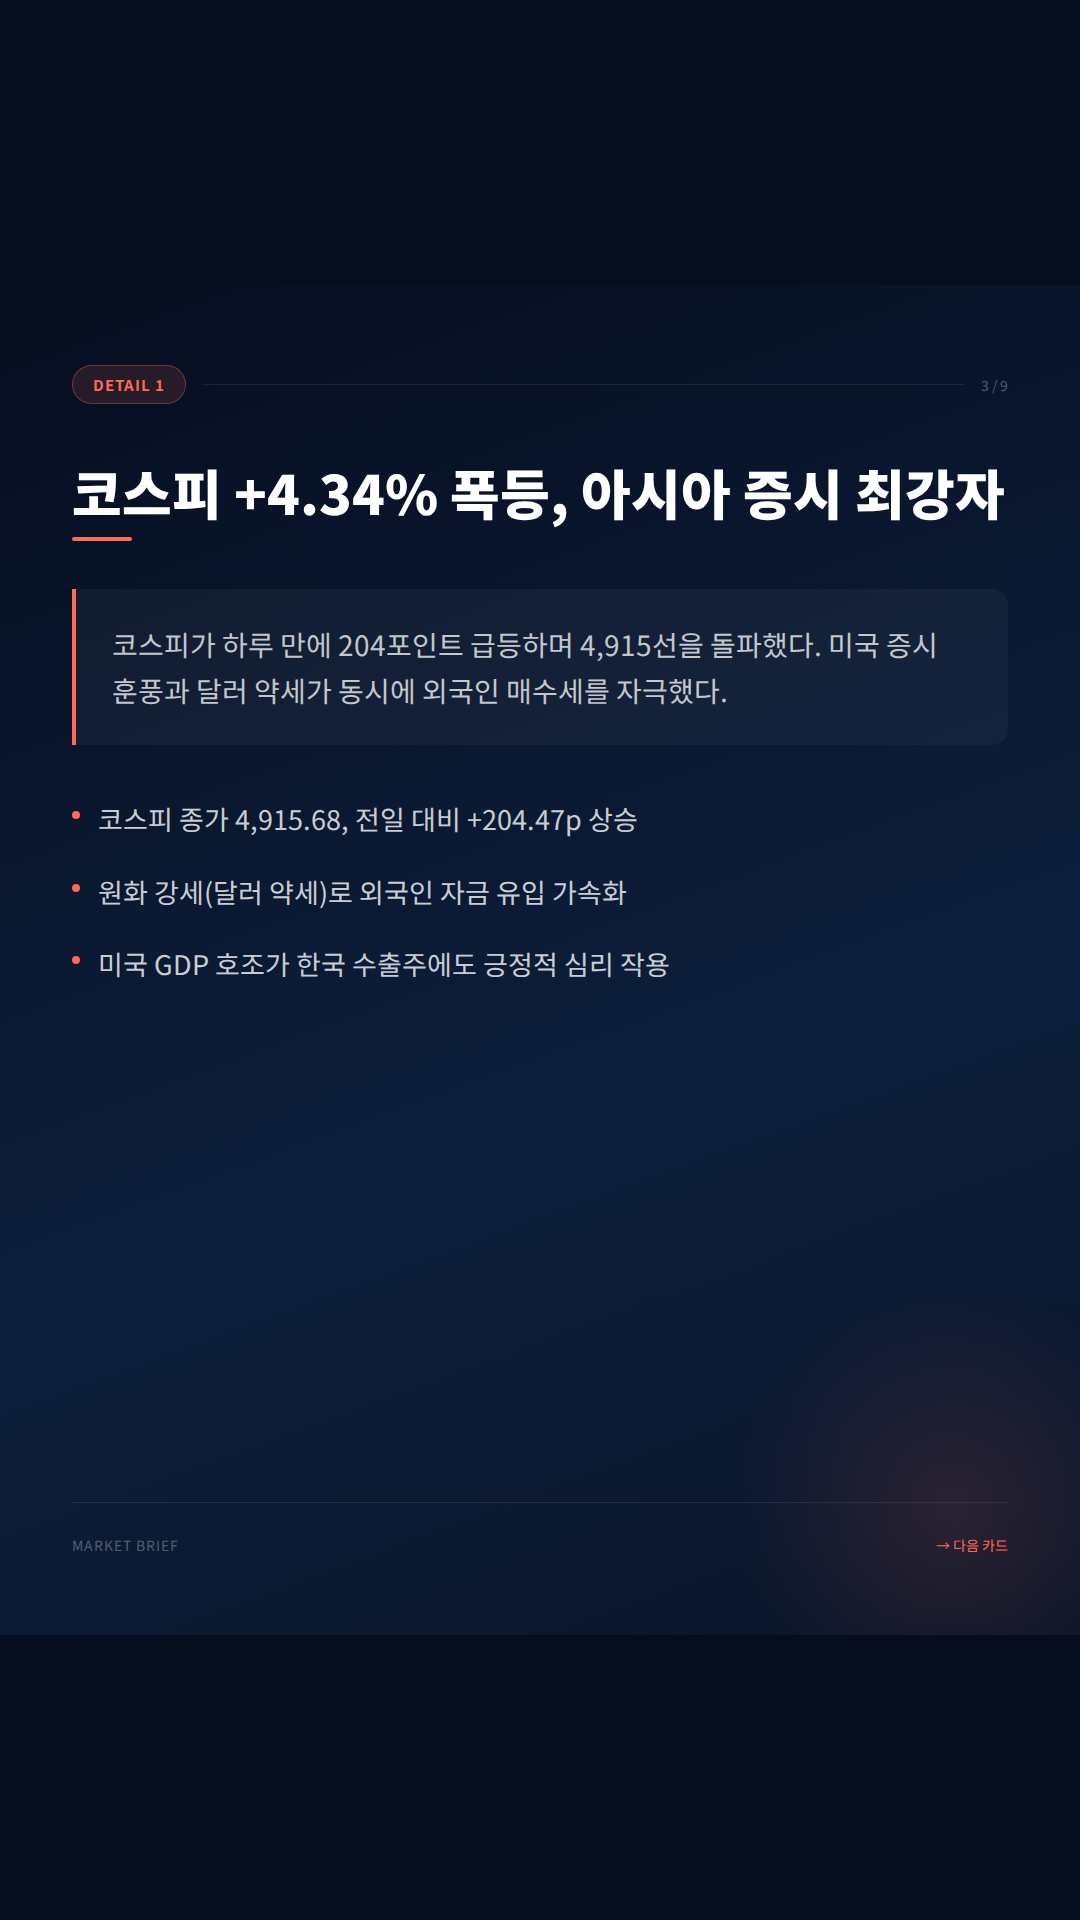 DETAIL 1
3 / 9
코스피 +4.34% 폭등, 아시아 증시 최강자
코스피가 하루 만에 204포인트 급등하며 4,915선을 돌파했다. 미국 증시
훈풍과 달러 약세가 동시에 외국인 매수세를 자극했다.
코스피 종가 4,915.68, 전일 대비 +204.47p 상승
원화 강세(달러 약세)로 외국인 자금 유입 가속화
미국 GDP 호조가 한국 수출주에도 긍정적 심리 작용
MARKET BRIEF
→ 다음 카드